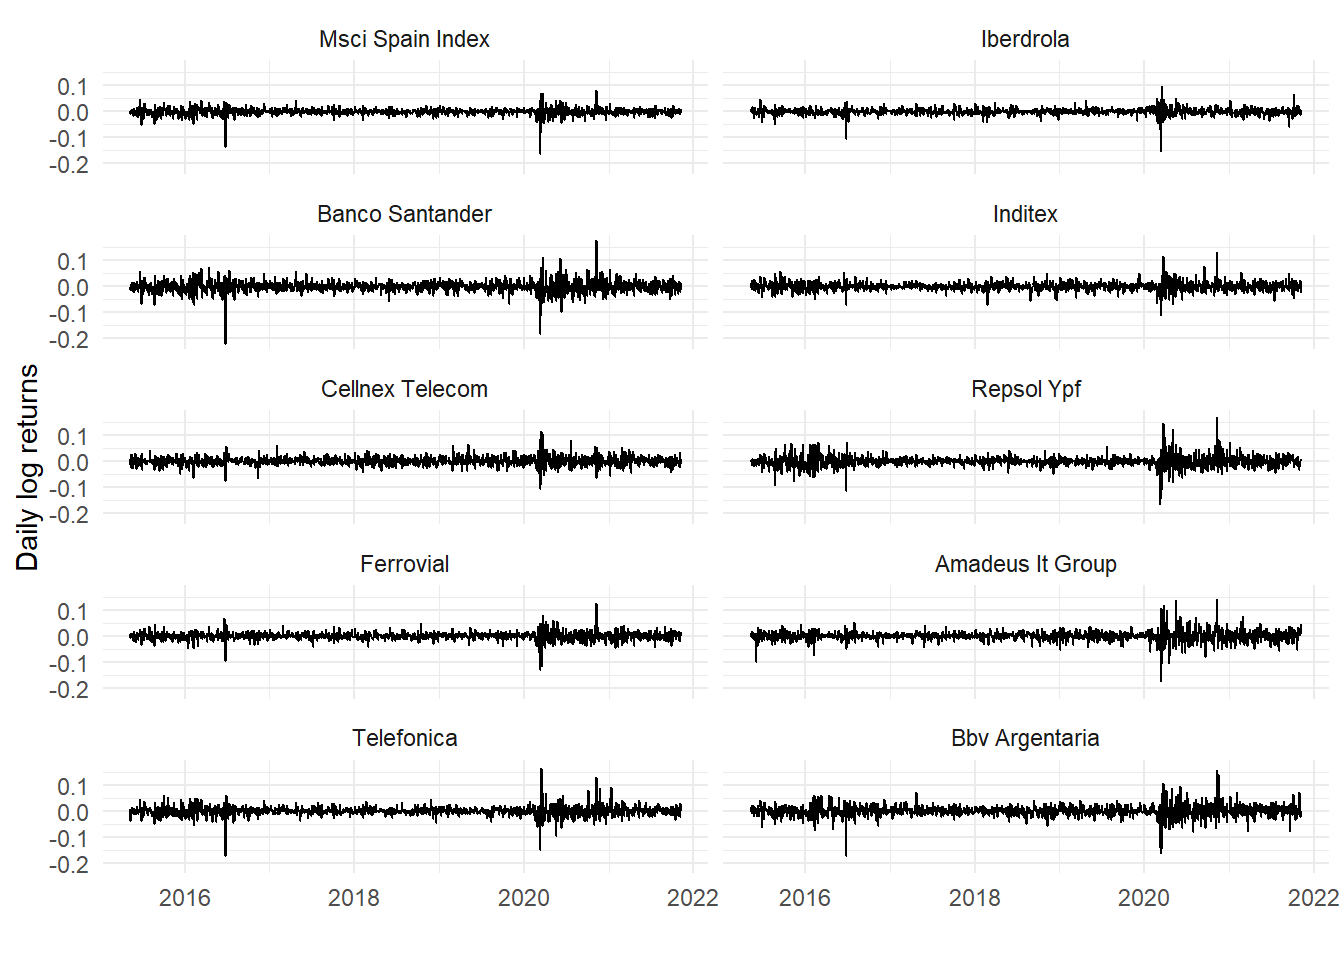 Msci Spain Index
Iberdrola
0.1
0.0
-0.1
-0.2
Banco Santander
Inditex
0.1
0.0
-0.1
-0.2
Cellnex Telecom
Repsol Ypf
0.1
0.0
-0.1
-0.2
Daily log returns
Ferrovial
Amadeus It Group
0.1
0.0
-0.1
-0.2
Telefonica
Bbv Argentaria
0.1
0.0
-0.1
-0.2
2016 2018 2020 2022
2016 2018 2020 2022